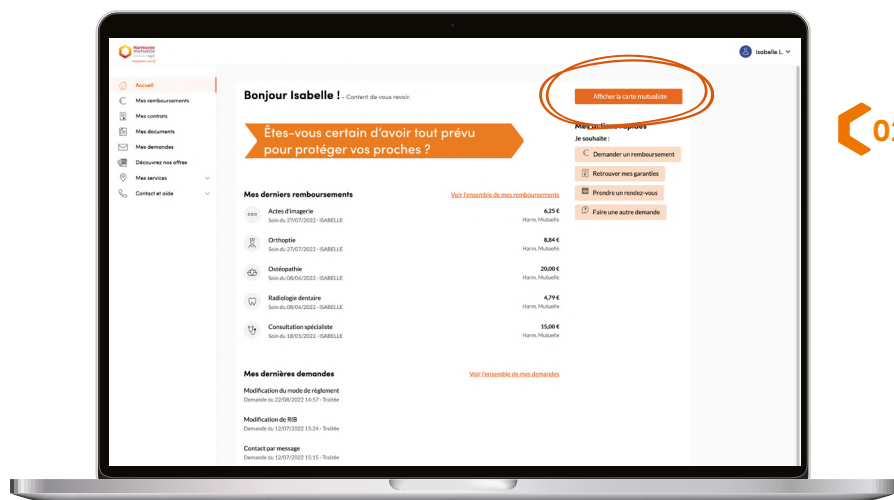 Harmonie
mutuelle
Isabelle L.
Accueil
Mes remboursements
Mes contrats
Mes documents
Mes demandes
Découvrez nos offres
Mes services
Contact et aide
Bonjour Isabelle ! - Content de vous revoir.
Afficher la carte mutualiste
Êtes-vous certain d'avoir tout prévu
pour protéger vos proches ?
Mes actions rapides
Je souhaite :
Demander un remboursement
Retrouver mes garanties
Prendre un rendez-vous
Faire une autre demande
Mes derniers remboursements
Voir l'ensemble de mes remboursements
Actes d'imagerie
6,25 €
Soin du 27/07/2022 - ISABELLE
Harm. Mutuelle
Orthoptie
8,84 €
Soin du 27/07/2022 - ISABELLE
Harm. Mutuelle
Ostéopathie
20,00 €
Soin du 08/06/2022 - ISABELLE
Harm. Mutuelle
Radiologie dentaire
4,79 €
Soin du 08/06/2022 - ISABELLE
Harm. Mutuelle
Consultation spécialiste
15,00 €
Soin du 18/01/2022 - ISABELLE
Harm. Mutuelle
Mes dernières demandes
Voir l'ensemble de mes demandes
Modification du mode de règlement
Demande du 22/08/2022 14:57 - Traitée
Modification de RIB
Demande du 12/07/2022 15:24 - Traitée
Contact par message
Demande du 12/07/2022 15:15 - Traitée